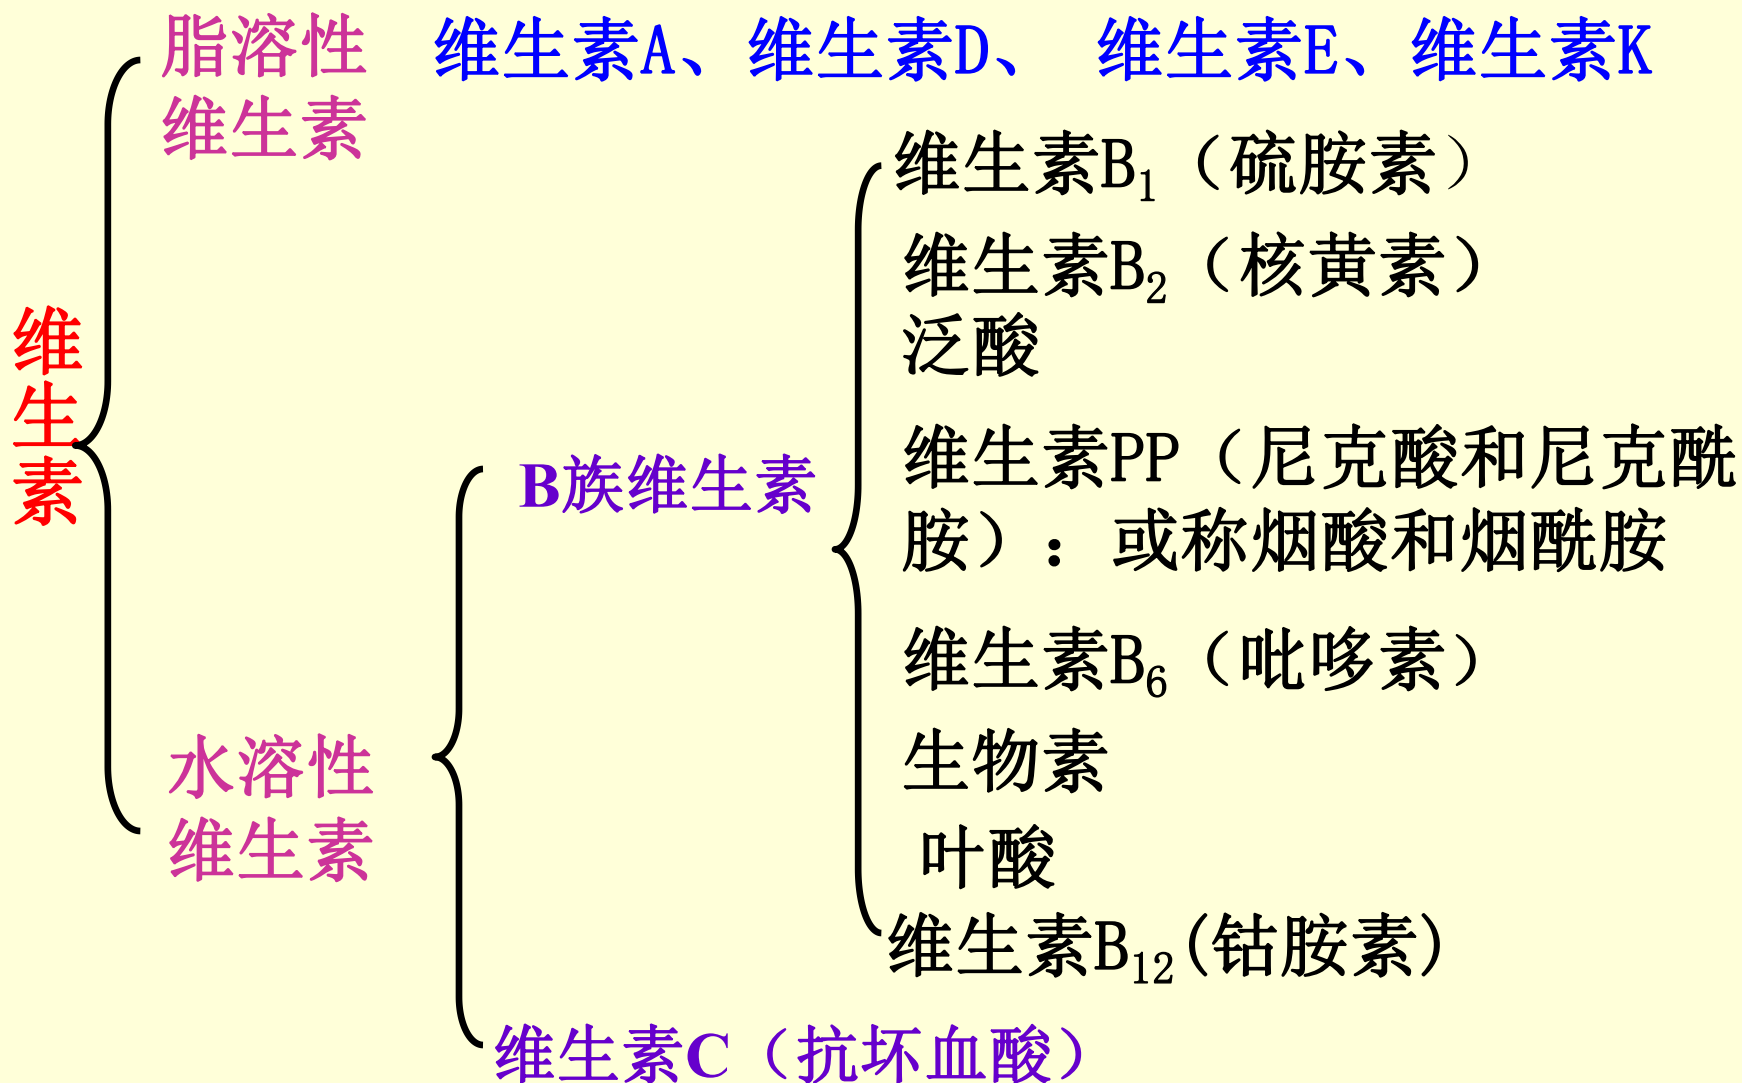 维生素
脂溶性
维生素
维生素A、维生素D、 维生素E、维生素K
水溶性
维生素
B族维生素
维生素B₁（硫胺素）
维生素B₂（核黄素）
泛酸
维生素PP（尼克酸和尼克酰
胺）：或称烟酸和烟酰胺
维生素B₆（吡哆素）
生物素
叶酸
维生素B₁₂(钴胺素)
维生素C（抗坏血酸）